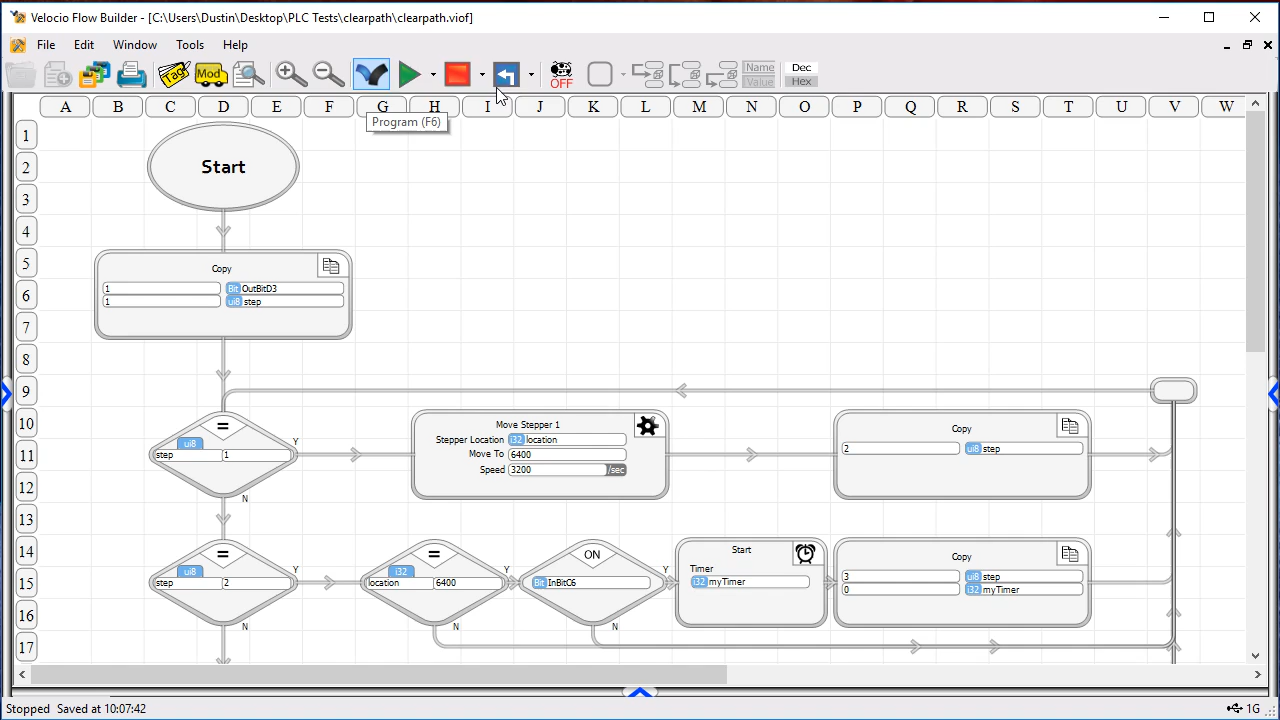 Velocio Flow Builder - [C:\Users\Dustin\Desktop\PLC Tests\clearpath\clearpath.viof]
File Edit Window Tools Help
Tags Mod OFF Name Value Dec Hex
Program (F6)
A B C D E F G H I J K L M N O P Q R S T U V W
1
2 Start
3
4
5 Copy
1 Bit OutBitD3
6
1 ui8 step
7
8
9
10 = Move Stepper 1 Copy
ui8 Y Stepper Location i32 location
2 ui8 step
11 step 1 Move To 6400
Speed 3200 /sec
12
N
13
14 = = ON Start Copy
ui8 Y i32 Y Y Timer
3 ui8 step
15 step 2 location 6400 Bit InBitC6 i32 myTimer
0 i32 myTimer
16
N N N
17
Stopped Saved at 10:07:42 1G